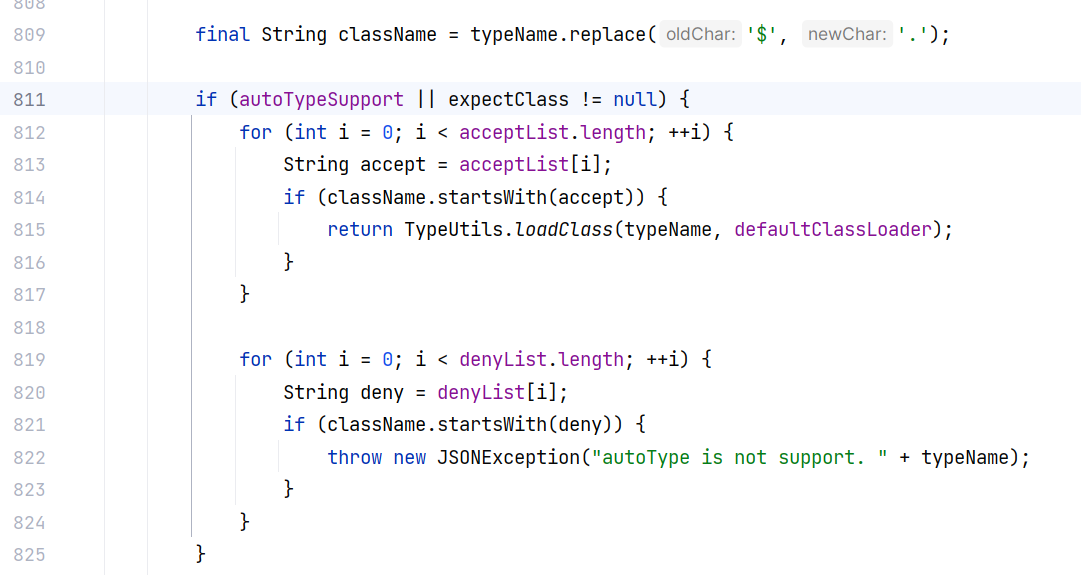 808
809 final String className = typeName.replace( oldChar: '$', newChar: '.');
810
811 if (autoTypeSupport || expectClass != null) {
812 for (int i = 0; i < acceptList.length; ++i) {
813 String accept = acceptList[i];
814 if (className.startsWith(accept)) {
815 return TypeUtils.loadClass(typeName, defaultClassLoader);
816 }
817 }
818
819 for (int i = 0; i < denyList.length; ++i) {
820 String deny = denyList[i];
821 if (className.startsWith(deny)) {
822 throw new JSONException("autoType is not support. " + typeName);
823 }
824 }
825 }